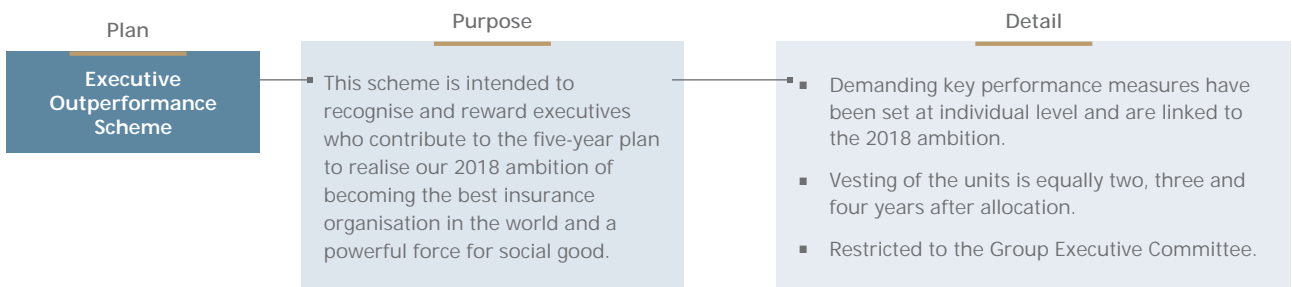 Plan
Purpose
Detail
Executive
Outperformance
Scheme
This scheme is intended to
recognise and reward executives
who contribute to the five-year plan
to realise our 2018 ambition of
becoming the best insurance
organisation in the world and a
powerful force for social good.
▪ Demanding key performance measures have
been set at individual level and are linked to
the 2018 ambition.
▪ Vesting of the units is equally two, three and
four years after allocation.
▪ Restricted to the Group Executive Committee.